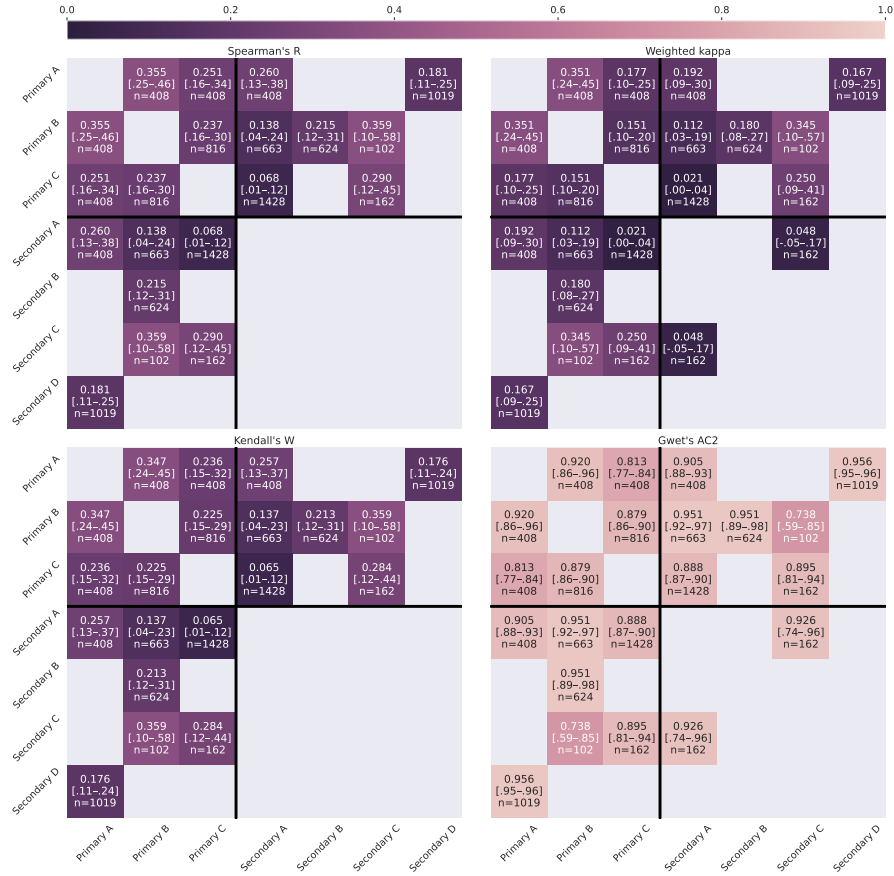 0.0 0.2 0.4 0.6 0.8 1.0
Spearman's R
Primary A
0.355 0.251 0.260 0.181
[.25–.46] [.16–.34] [.13–.38] [.11–.25]
n=408 n=408 n=408 n=1019
Primary B
0.355 0.237 0.138 0.215 0.359
[.25–.46] [.16–.30] [.04–.24] [.12–.31] [.10–.58]
n=408 n=816 n=663 n=624 n=102
Primary C
0.251 0.237 0.068 0.290
[.16–.34] [.16–.30] [.01–.12] [.12–.45]
n=408 n=816 n=1428 n=162
Secondary A
0.260 0.138 0.068
[.13–.38] [.04–.24] [.01–.12]
n=408 n=663 n=1428
Secondary B
0.215
[.12–.31]
n=624
Secondary C
0.359 0.290
[.10–.58] [.12–.45]
n=102 n=162
Secondary D
0.181
[.11–.25]
n=1019
Weighted kappa
0.351 0.177 0.192 0.167
[.24–.45] [.10–.25] [.09–.30] [.09–.25]
n=408 n=408 n=408 n=1019
0.351 0.151 0.112 0.180 0.345
[.24–.45] [.10–.20] [.03–.19] [.08–.27] [.10–.57]
n=408 n=816 n=663 n=624 n=102
0.177 0.151 0.021 0.250
[.10–.25] [.10–.20] [.00–.04] [.09–.41]
n=408 n=816 n=1428 n=162
0.192 0.112 0.021 0.048
[.09–.30] [.03–.19] [.00–.04] [-.05–.17]
n=408 n=663 n=1428 n=162
0.180
[.08–.27]
n=624
0.345 0.250 0.048
[.10–.57] [.09–.41] [-.05–.17]
n=102 n=162 n=162
0.167
[.09–.25]
n=1019
Kendall's W
Primary A
0.347 0.236 0.257 0.176
[.24–.45] [.15–.32] [.13–.37] [.11–.24]
n=408 n=408 n=408 n=1019
Primary B
0.347 0.225 0.137 0.213 0.359
[.24–.45] [.15–.29] [.04–.23] [.12–.31] [.10–.58]
n=408 n=816 n=663 n=624 n=102
Primary C
0.236 0.225 0.065 0.284
[.15–.32] [.15–.29] [.01–.12] [.12–.44]
n=408 n=816 n=1428 n=162
Secondary A
0.257 0.137 0.065
[.13–.37] [.04–.23] [.01–.12]
n=408 n=663 n=1428
Secondary B
0.213
[.12–.31]
n=624
Secondary C
0.359 0.284
[.10–.58] [.12–.44]
n=102 n=162
Secondary D
0.176
[.11–.24]
n=1019
Primary A Primary B Primary C Secondary A Secondary B Secondary C Secondary D
Gwet's AC2
0.920 0.813 0.905 0.956
[.86–.96] [.77–.84] [.88–.93] [.95–.96]
n=408 n=408 n=408 n=1019
0.920 0.879 0.951 0.951 0.738
[.86–.96] [.86–.90] [.92–.97] [.89–.98] [.59–.85]
n=408 n=816 n=663 n=624 n=102
0.813 0.879 0.888 0.895
[.77–.84] [.86–.90] [.87–.90] [.81–.94]
n=408 n=816 n=1428 n=162
0.905 0.951 0.888 0.926
[.88–.93] [.92–.97] [.87–.90] [.74–.96]
n=408 n=663 n=1428 n=162
0.951
[.89–.98]
n=624
0.738 0.895 0.926
[.59–.85] [.81–.94] [.74–.96]
n=102 n=162 n=162
0.956
[.95–.96]
n=1019
Primary A Primary B Primary C Secondary A Secondary B Secondary C Secondary D